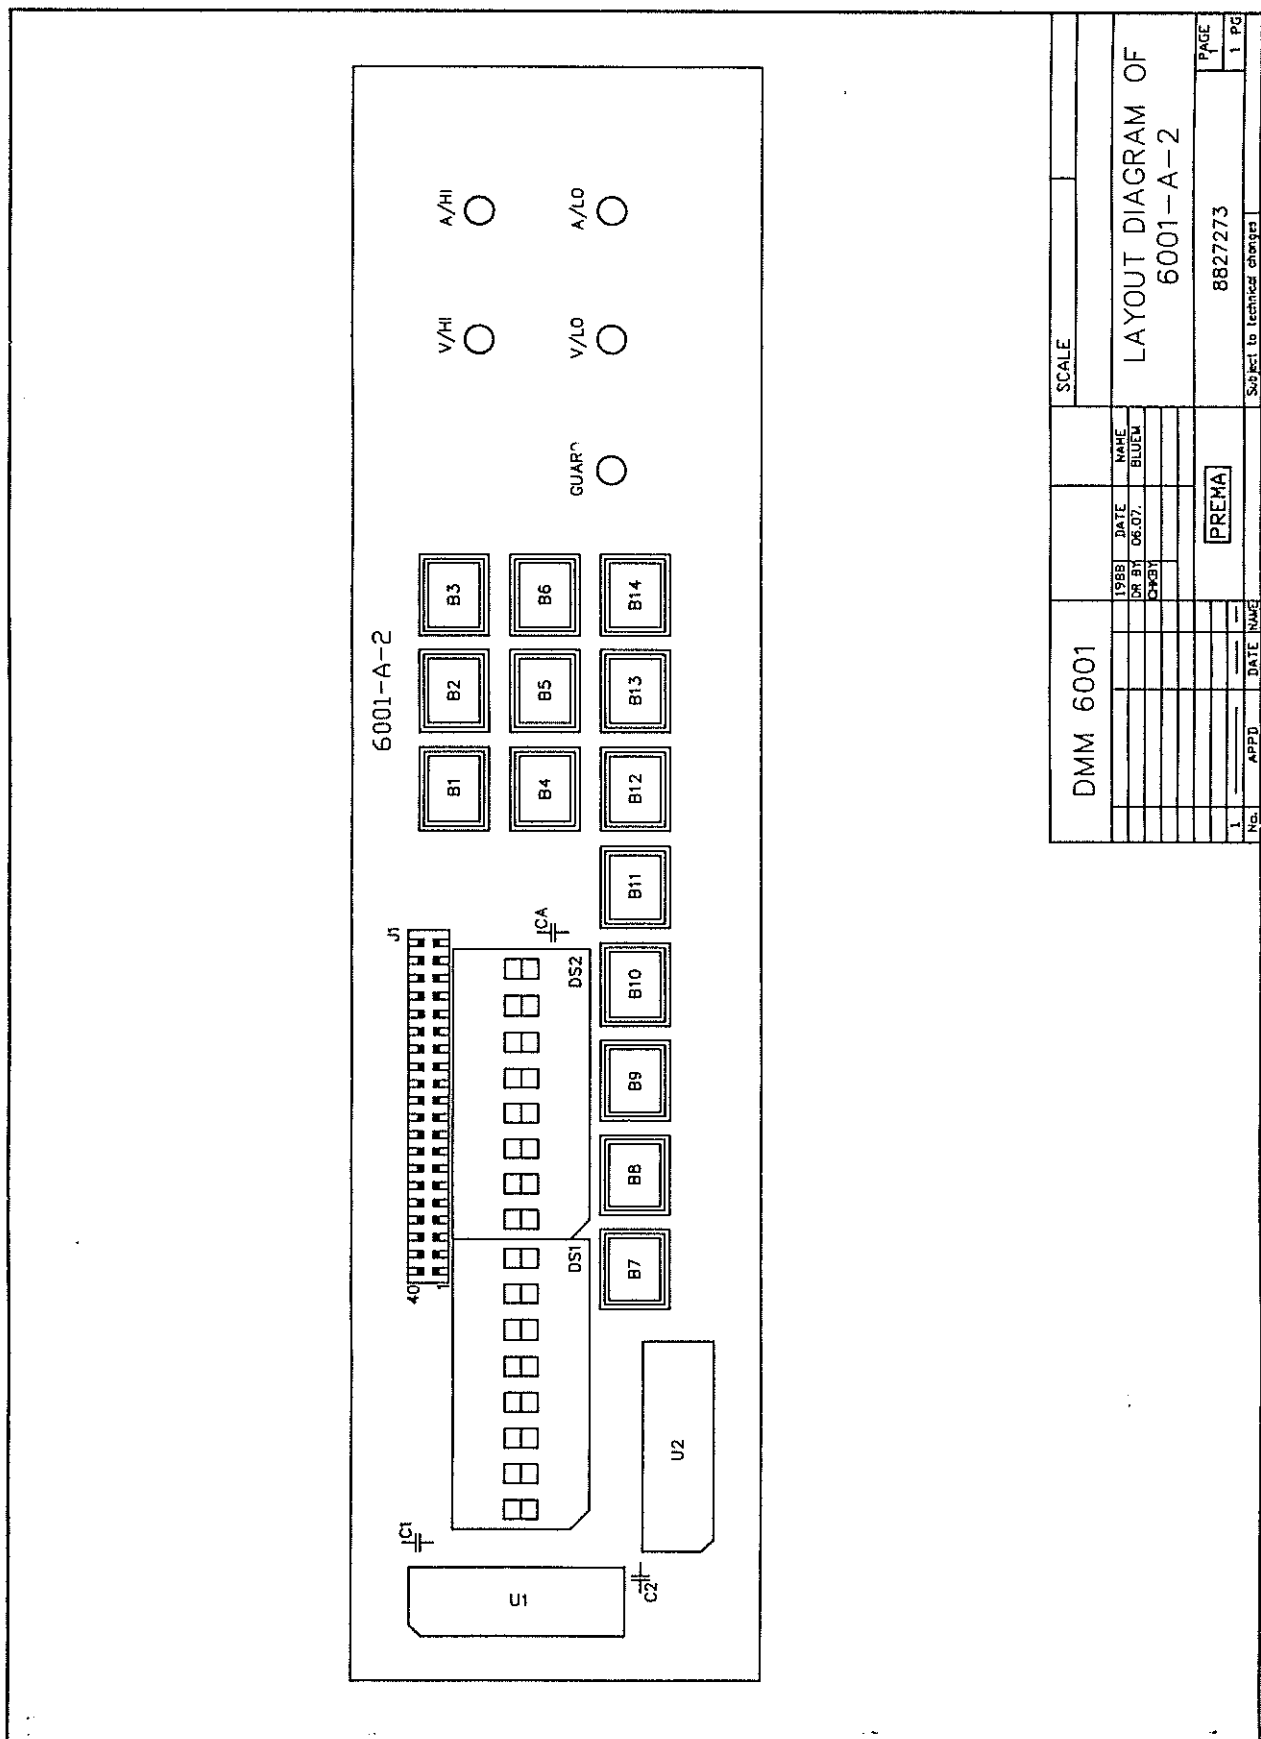 6001-A-2
J1
40
1
C1
U1
C2
U2
DS1
DS2
CA
B1
B2
B3
B4
B5
B6
B7
B8
B9
B10
B11
B12
B13
B14
V/HI
A/HI
GUARD
V/LO
A/LO
DMM 6001
SCALE
1988
DATE
NAME
DR BY
06.07.
BLUEM
CHKBY
LAYOUT DIAGRAM OF
6001-A-2
PREMA
8827273
PAGE
1
1 PG
1
No.
APPD
DATE
NAME
Subject to technical changes